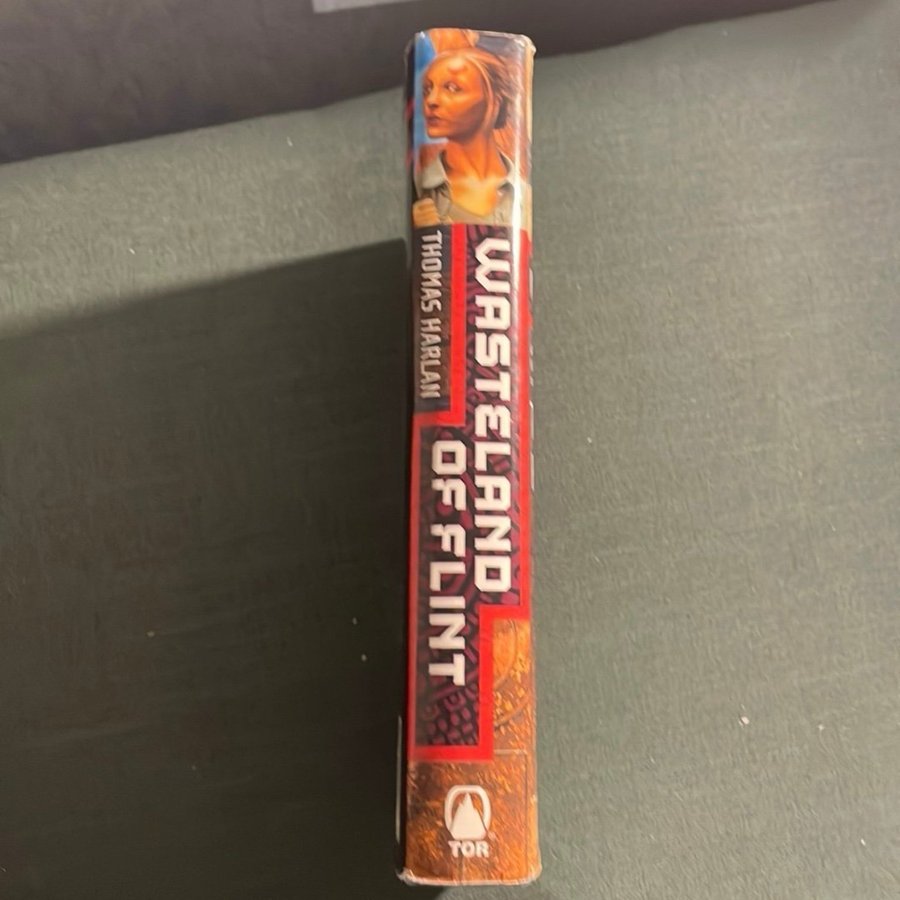 THOMAS HARLAN
WASTELAND
OF FLINT
TOR